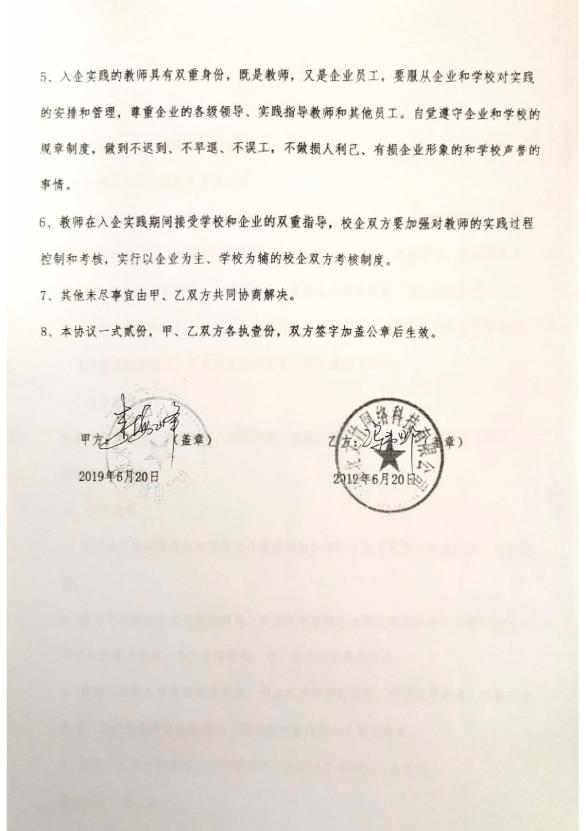 5、入企实践的教师具有双重身份，既是教师，又是企业员工，要服从企业和学校对实践
的安排和管理，尊重企业的各级领导、实践指导教师和其他员工。自觉遵守企业和学校的
规章制度，做到不迟到、不早退、不误工，不做损人利己、有损企业形象的和学校声誉的
事情。
6、教师在入企实践期间接受学校和企业的双重指导，校企双方要加强对教师的实践过程
控制和考核，实行以企业为主、学校为辅的校企双方考核制度。
7、其他未尽事宜由甲、乙双方共同协商解决。
8、本协议一式贰份，甲、乙双方各执壹份，双方签字加盖公章后生效。
甲方：（盖章）
2019年6月20日
乙方：（盖章）
2019年6月20日
网络科技有限公司